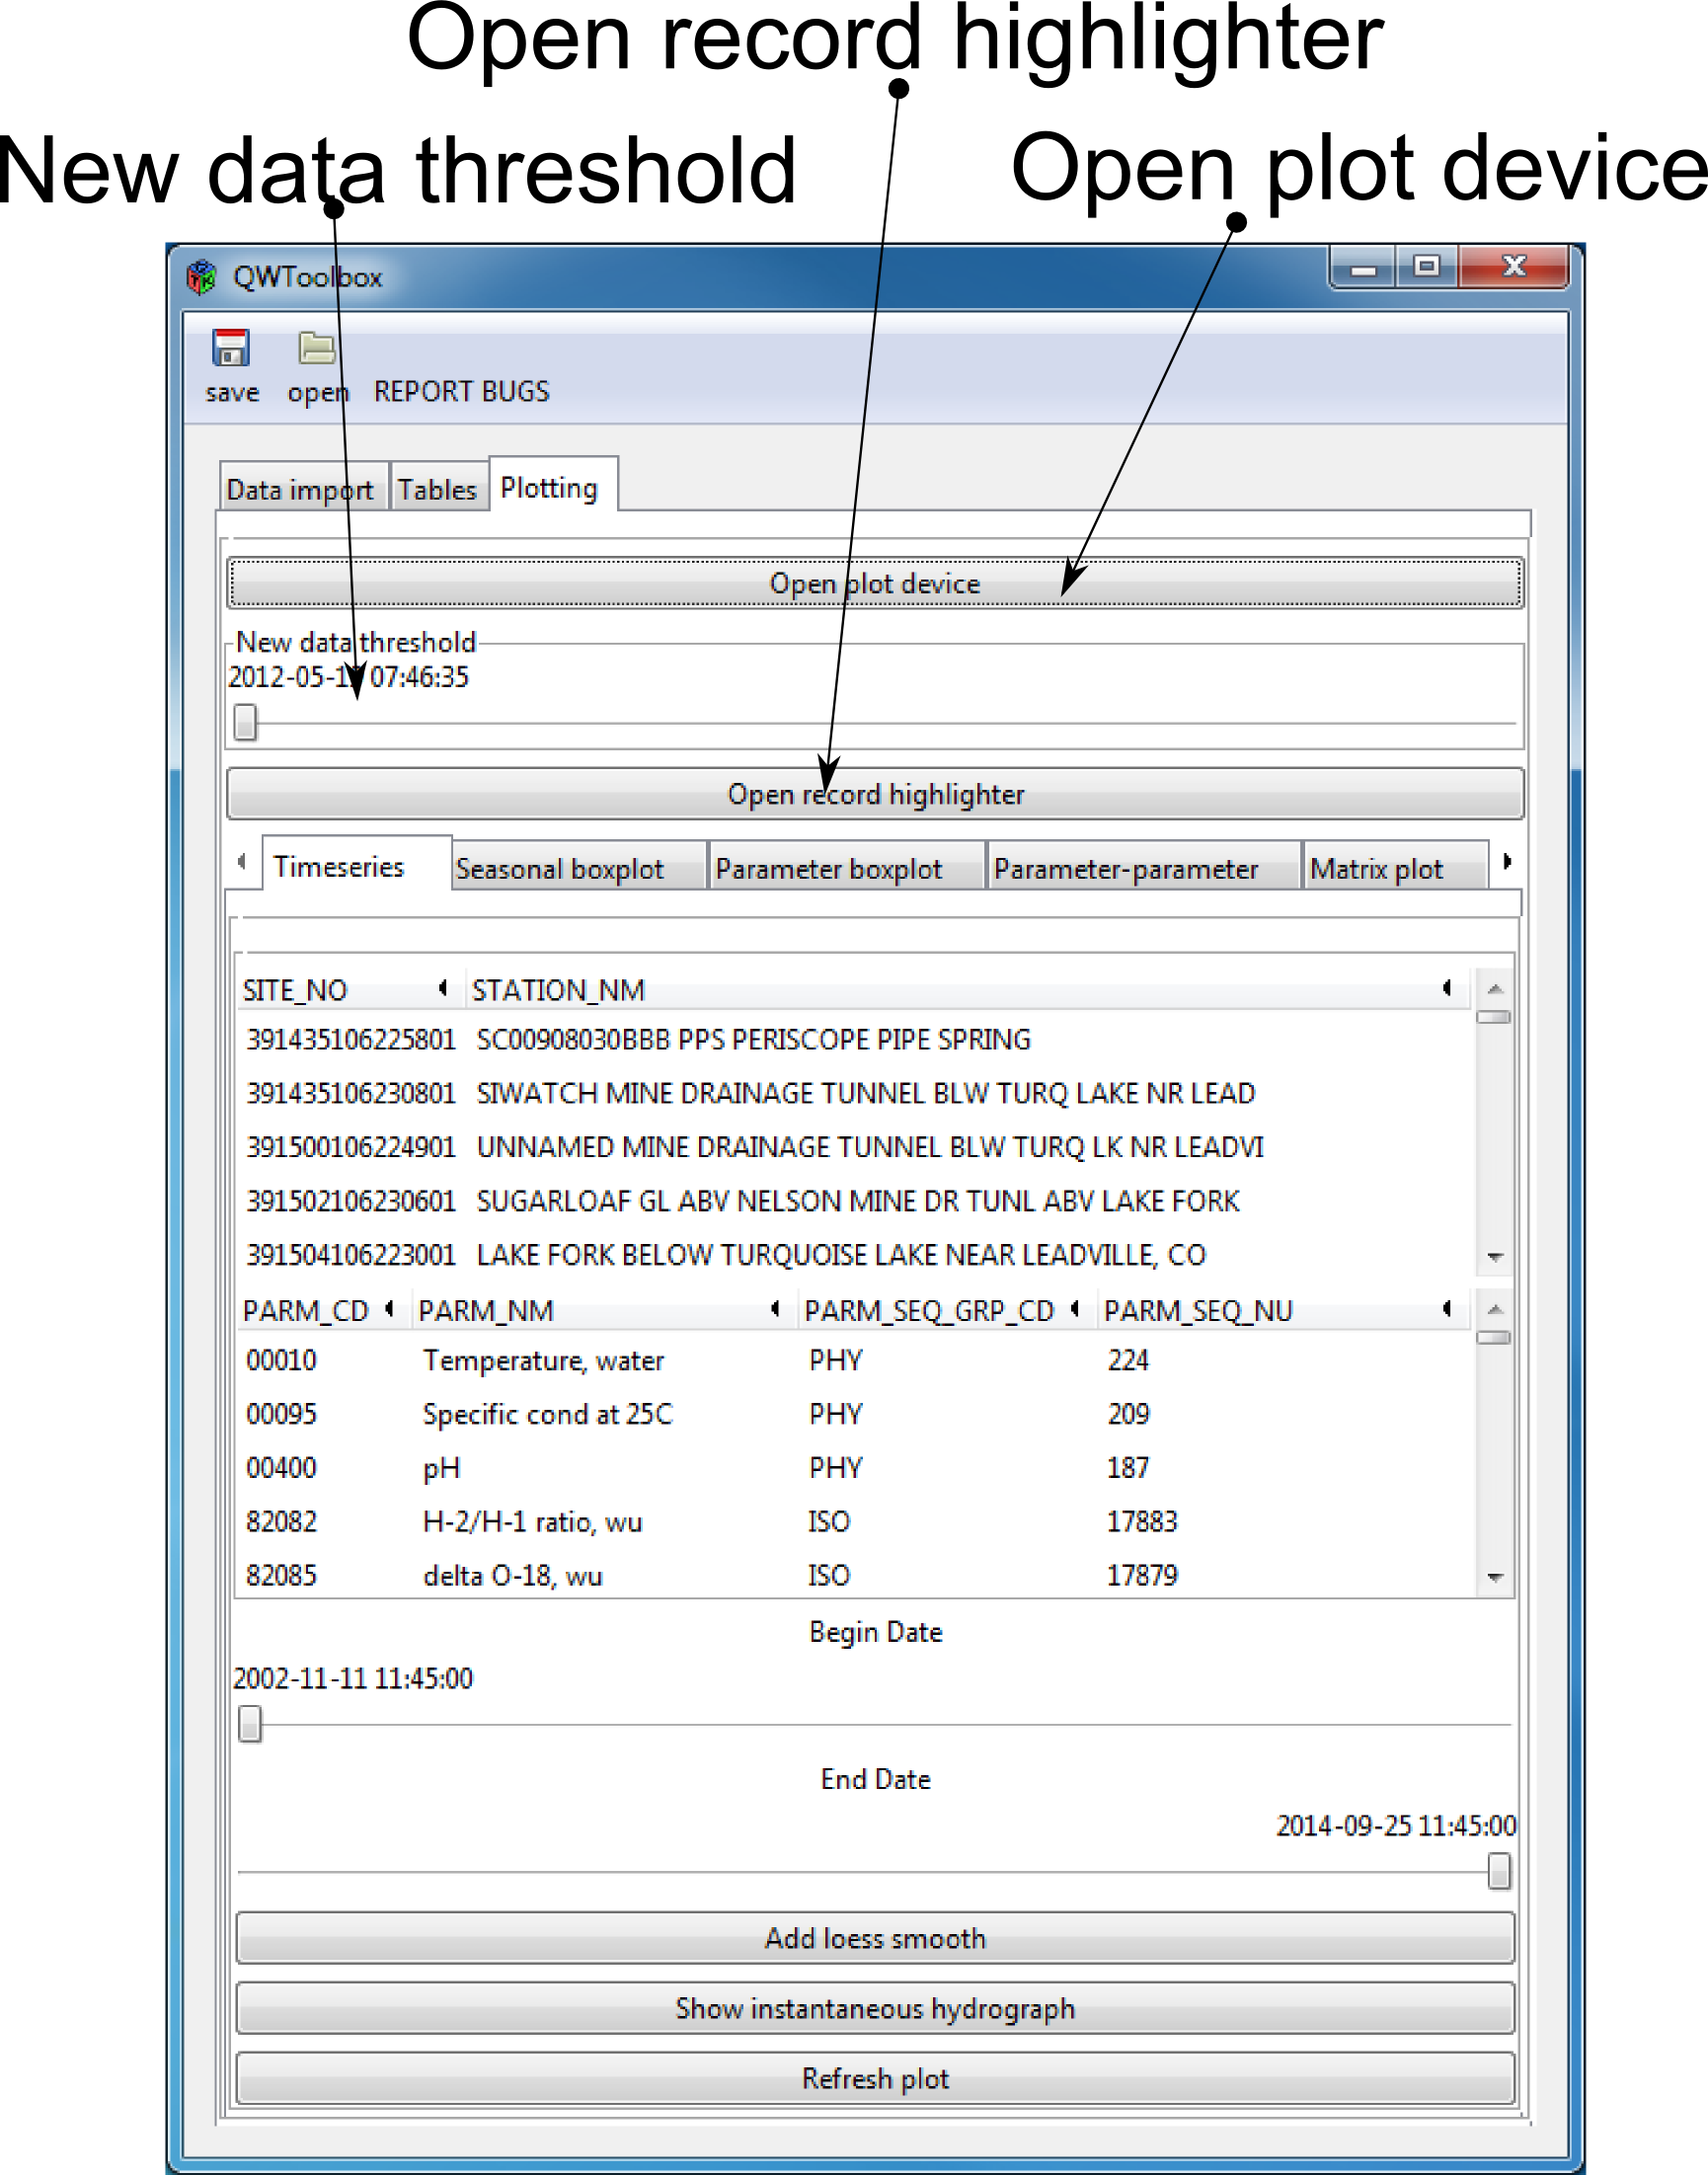 Open record highlighter
New data threshold
Open plot device
QWToolbox
save open REPORT BUGS
Data import Tables Plotting
Open plot device
New data threshold
07:46:35
Open record highlighter
Timeseries Seasonal boxplot Parameter boxplot Parameter-parameter Matrix plot
SITE_NO STATION_NM
391435106225801 SC00908030BBB PPS PERISCOPE PIPE SPRING
391435106230801 SIWATCH MINE DRAINAGE TUNNEL BLW TURQ LAKE NR LEAD
391500106224901 UNNAMED MINE DRAINAGE TUNNEL BLW TURQ LK NR LEADVI
391502106230601 SUGARLOAF GL ABV NELSON MINE DR TUNL ABV LAKE FORK
391504106223001 LAKE FORK BELOW TURQUOISE LAKE NEAR LEADVILLE, CO
PARM_CD PARM_NM PARM_SEQ_GRP_CD PARM_SEQ_NU
00010 Temperature, water PHY 224
00095 Specific cond at 25C PHY 209
00400 pH PHY 187
82082 H-2/H-1 ratio, wu ISO 17883
82085 delta O-18, wu ISO 17879
Begin Date
2002-11-11 11:45:00
End Date
2014-09-25 11:45:00
Add loess smooth
Show instantaneous hydrograph
Refresh plot